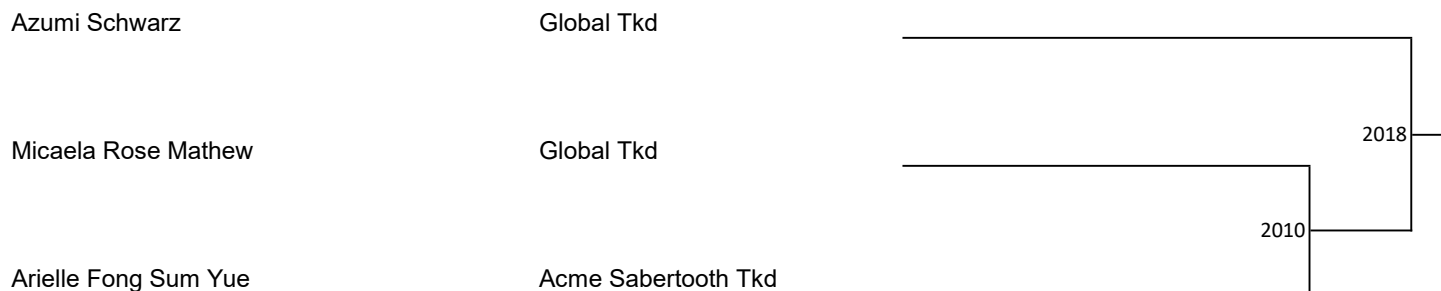 Azumi Schwarz Global Tkd
2018
Micaela Rose Mathew Global Tkd
2010
Arielle Fong Sum Yue Acme Sabertooth Tkd